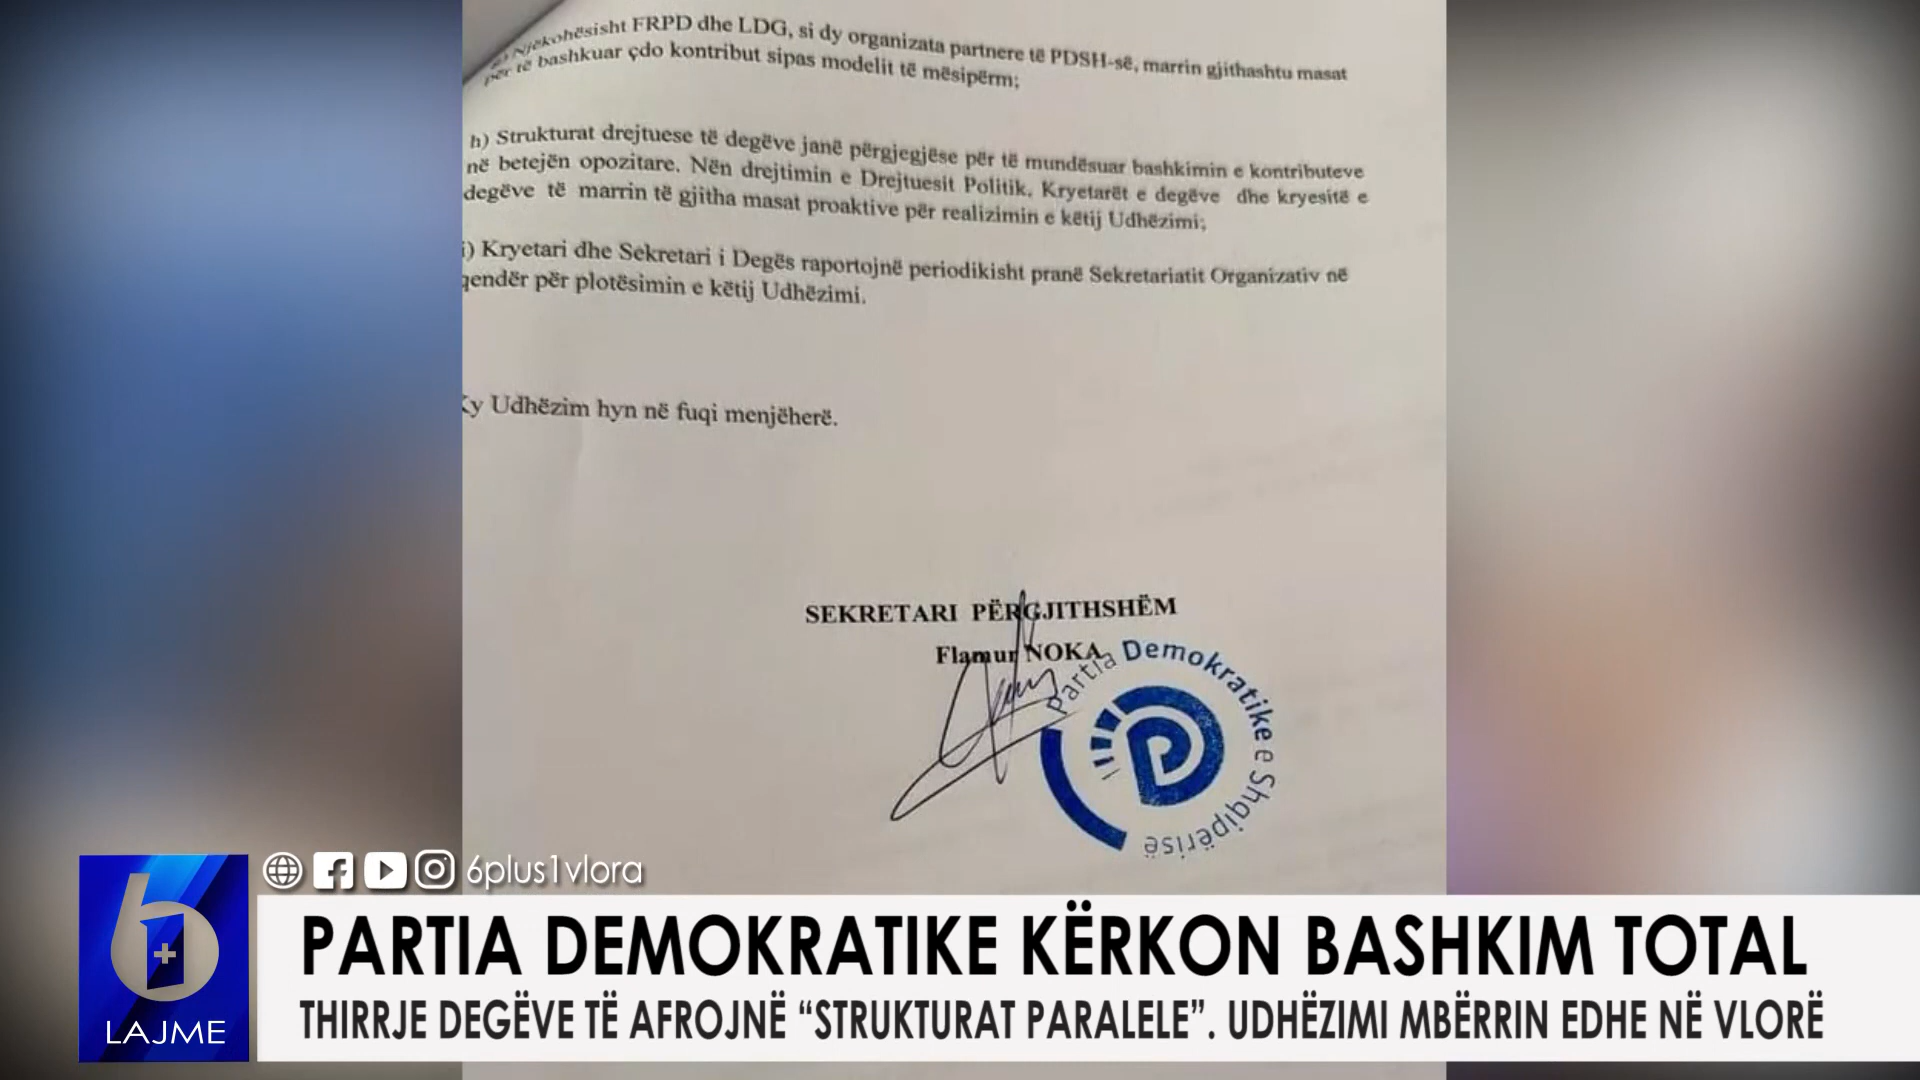 Njëkohësisht FRPD dhe LDG, si dy organizata partnere të PDSH-së, marrin gjithashtu masat
për të bashkuar çdo kontribut sipas modelit të mësipërm;
h) Strukturat drejtuese të degëve janë përgjegjëse për të mundësuar bashkimin e kontributeve
në betejën opozitare. Nën drejtimin e Drejtuesit Politik, Kryetarët e degëve dhe kryesitë e
degëve të marrin të gjitha masat proaktive për realizimin e këtij Udhëzimi;
i) Kryetari dhe Sekretari i Degës raportojnë periodikisht pranë Sekretariatit Organizativ në
qendër për plotësimin e këtij Udhëzimi.
Ky Udhëzim hyn në fuqi menjëherë.
SEKRETARI PËRGJITHSHËM
Flamur NOKA
Partia Demokratike e Shqipërisë
6plus1vlora
6+1
LAJME
PARTIA DEMOKRATIKE KËRKON BASHKIM TOTAL
THIRRJE DEGËVE TË AFROJNË “STRUKTURAT PARALELE”. UDHËZIMI MBËRRIN EDHE NË VLORË